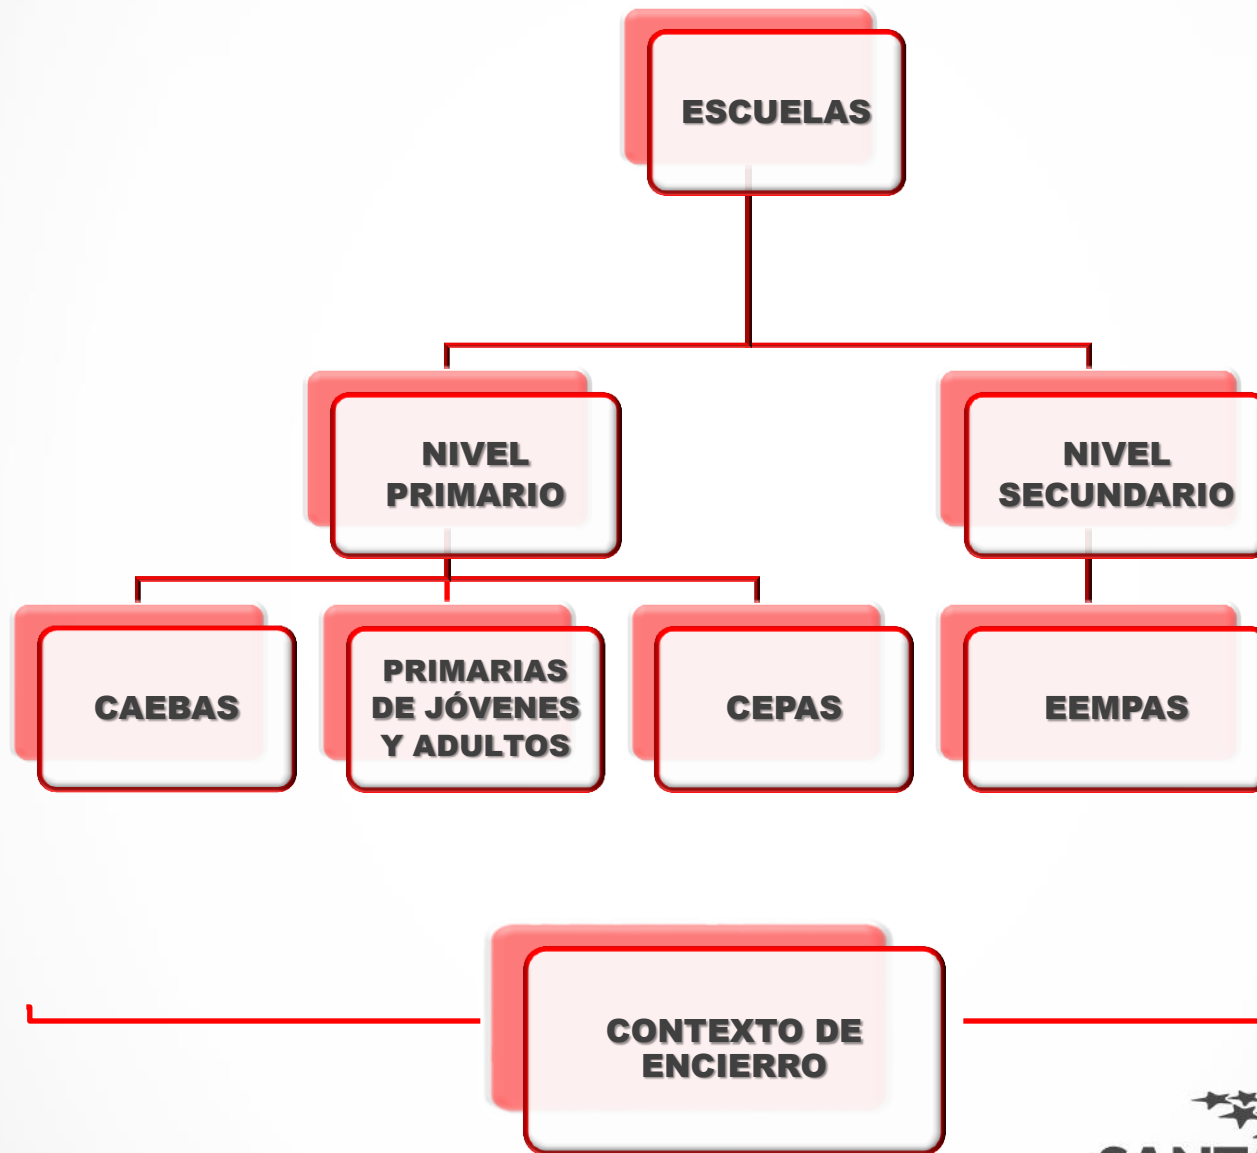 ESCUELAS
NIVEL
PRIMARIO
NIVEL
SECUNDARIO
CAEBAS
PRIMARIAS
DE JÓVENES
Y ADULTOS
CEPAS
EEMPAS
CONTEXTO DE
ENCIERRO